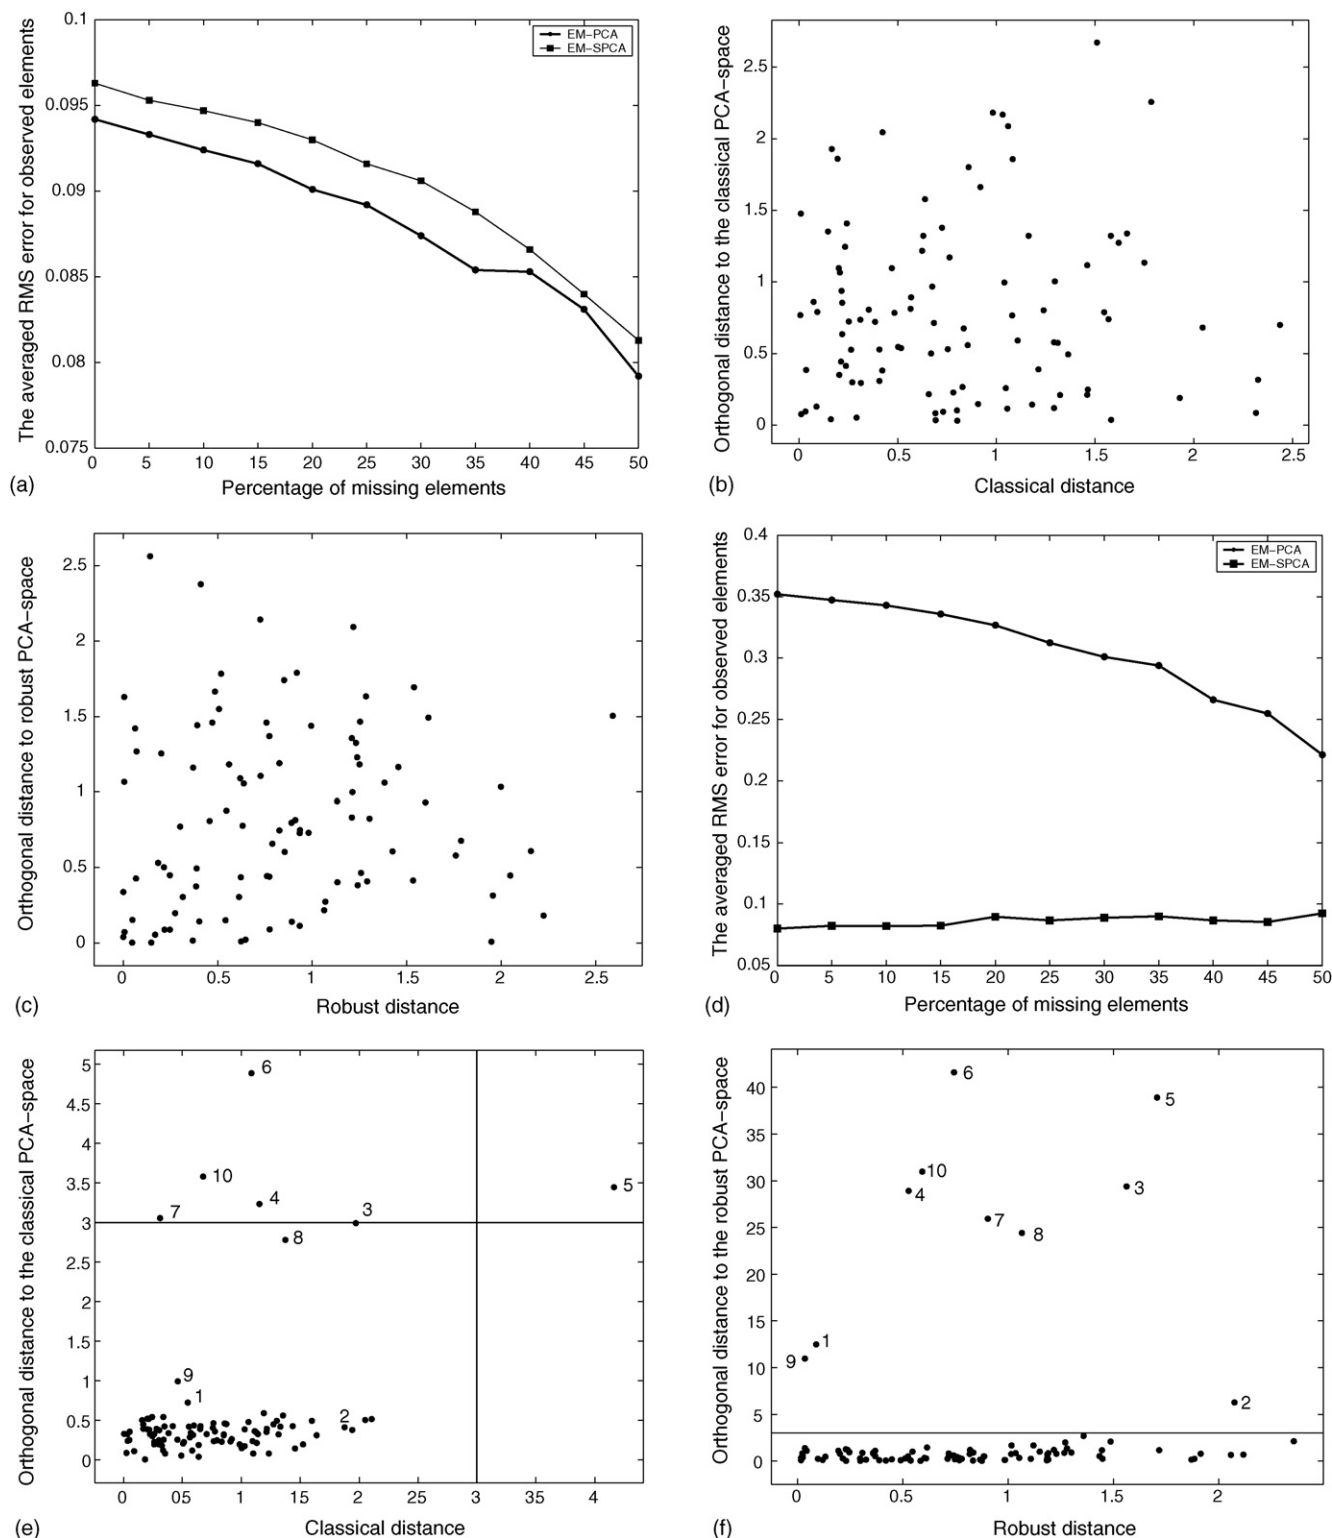 The averaged RMS error for observed elements
0.1
0.095
0.09
0.085
0.08
0.075
EM−PCA
EM−SPCA
0 5 10 15 20 25 30 35 40 45 50
(a)
Percentage of missing elements
Orthogonal distance to the classical PCA−space
2.5
2
1.5
1
0.5
0
0 0.5 1 1.5 2 2.5
(b)
Classical distance
Orthogonal distance to robust PCA−space
2.5
2
1.5
1
0.5
0
0 0.5 1 1.5 2 2.5
(c)
Robust distance
The averaged RMS error for observed elements
0.4
0.35
0.3
0.25
0.2
0.15
0.1
0.05
EM−PCA
EM−SPCA
0 5 10 15 20 25 30 35 40 45 50
(d)
Percentage of missing elements
Orthogonal distance to the classical PCA−space
5
4.5
4
3.5
3
2.5
2
1.5
1
0.5
0
6
10
5
4
7
3
8
9
1
2
0 05 1 15 2 25 3 35 4
(e)
Classical distance
Orthogonal distance to the robust PCA−space
40
35
30
25
20
15
10
5
0
6
5
10
4
3
7
8
1
9
2
0 0.5 1 1.5 2
(f)
Robust distance